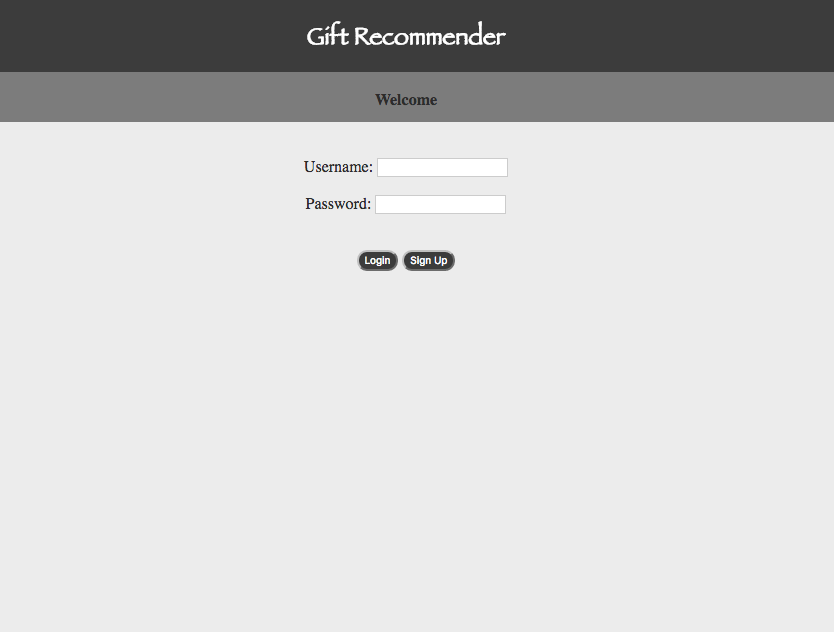 Gift Recommender
Welcome
Username:
Password:
Login Sign Up